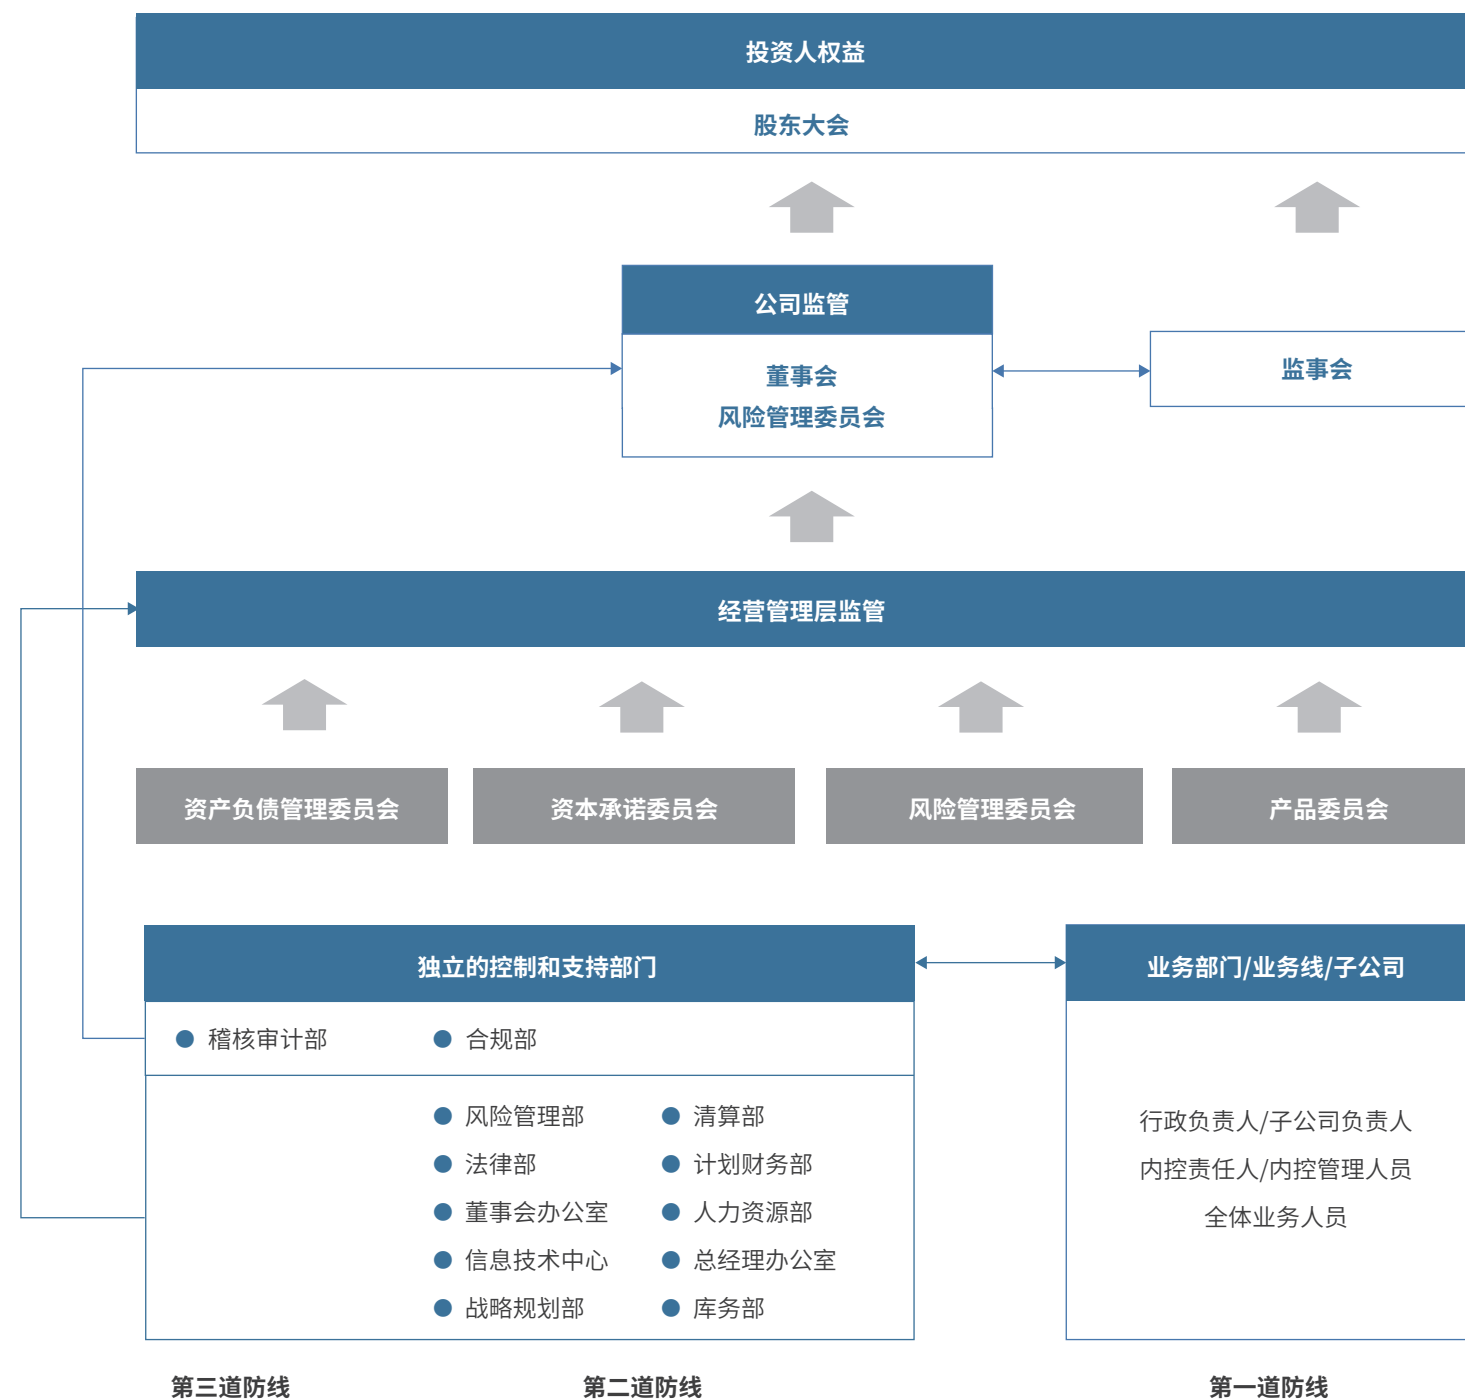 投资人权益
股东大会
公司监管
董事会
风险管理委员会
监事会
经营管理层监管
资产负债管理委员会
资本承诺委员会
风险管理委员会
产品委员会
独立的控制和支持部门
业务部门/业务线/子公司
稽核审计部
合规部
风险管理部
清算部
法律部
计划财务部
董事会办公室
人力资源部
信息技术中心
总经理办公室
战略规划部
库务部
行政负责人/子公司负责人
内控责任人/内控管理人员
全体业务人员
第三道防线
第二道防线
第一道防线